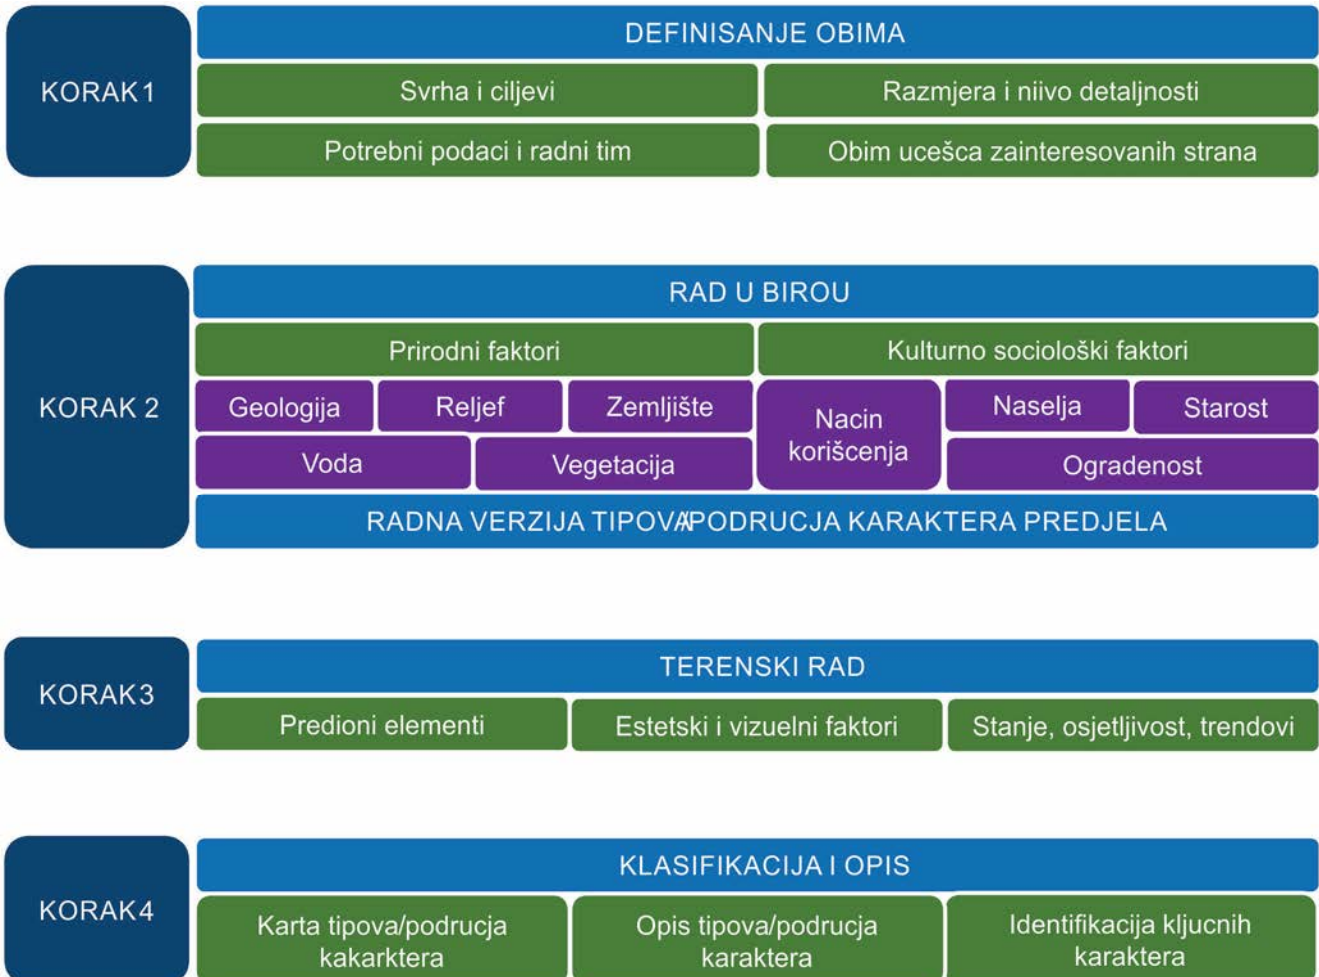 KORAK 1
DEFINISANJE OBIMA
Svrha i ciljevi
Razmjera i niivo detaljnosti
Potrebni podaci i radni tim
Obim ucešca zainteresovanih strana
KORAK 2
RAD U BIROU
Prirodni faktori
Kulturno sociološki faktori
Geologija
Reljef
Zemljište
Voda
Vegetacija
Nacin
korišcenja
Naselja
Starost
Ogradenost
RADNA VERZIJA TIPOVA/PODRUCJA KARAKTERA PREDJELA
KORAK3
TERENSKI RAD
Predioni elementi
Estetski i vizuelni faktori
Stanje, osjetljivost, trendovi
KORAK4
KLASIFIKACIJA I OPIS
Karta tipova/podrucja
kakarktera
Opis tipova/podrucja
karaktera
Identifikacija kljucnih
karaktera